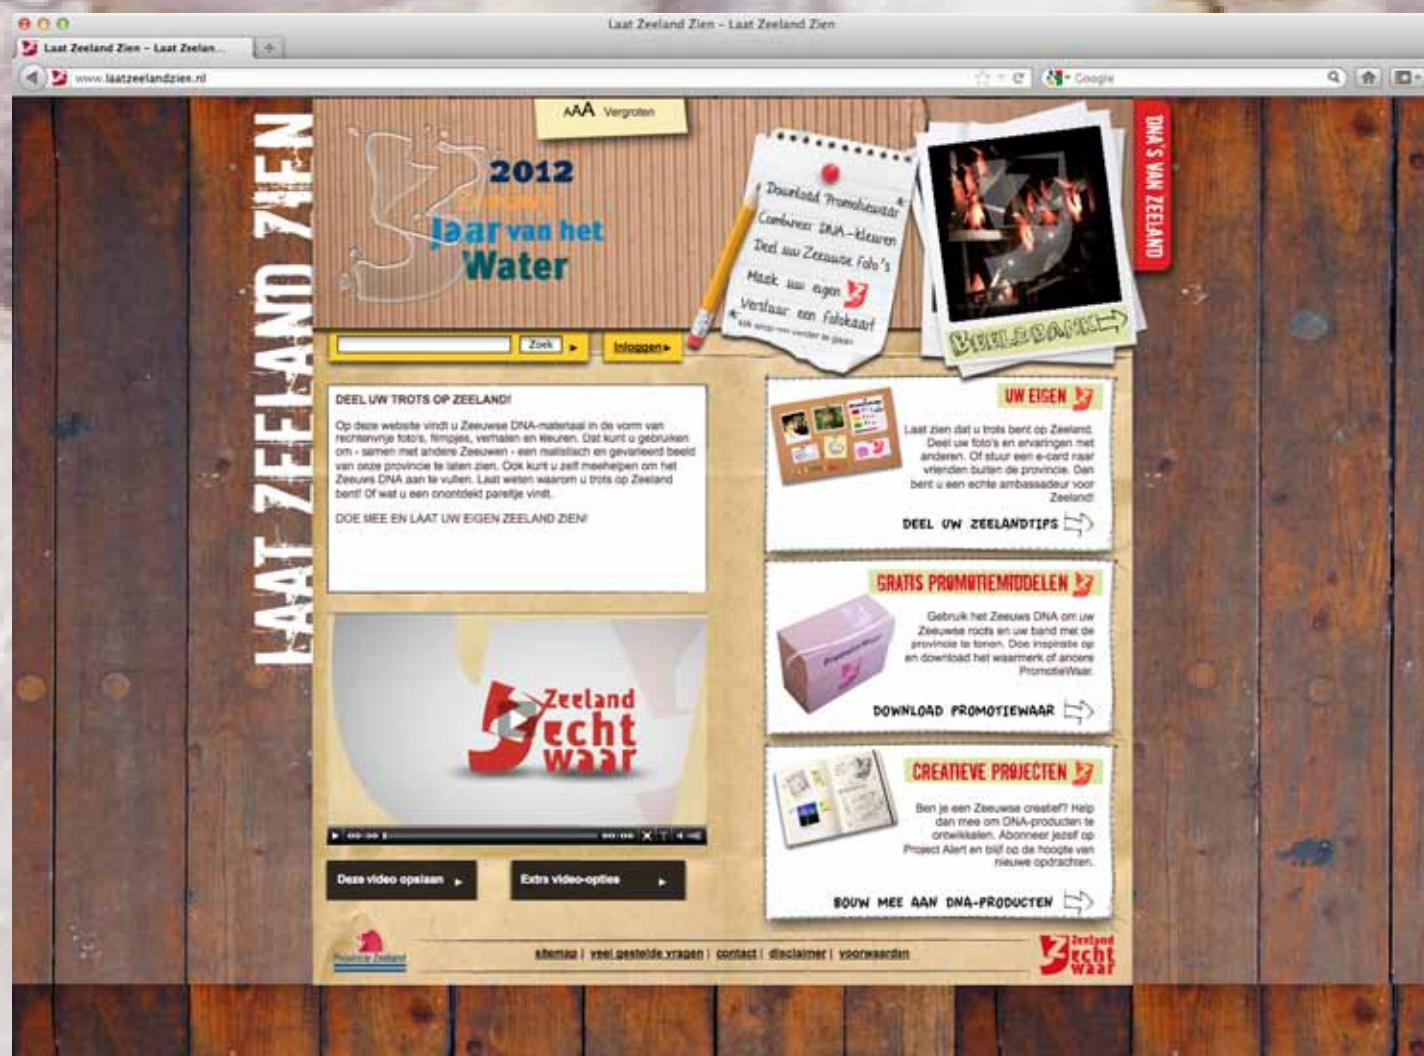 Laat Zeeland Zien – Laat Zeeland Zien
Laat Zeeland Zien – Laat Zeelan...
www.laatzeelandzien.nl
Google
LAAT ZEELAND ZIEN
AAA Vergroten
2012
Jaar van het
Water
Download Promotiewaar
Combineer DNA-kleuren
Deel uw Zeeuwse foto's
Maak uw eigen
Verstuur een fotokaart
BEELDBANK
DNA'S VAN ZEELAND
Zoek
Inloggen
DEEL UW TROTS OP ZEELAND!
Op deze website vindt u Zeeuwse DNA-materiaal in de vorm van
rechtenvrije foto's, filmpjes, verhalen en kleuren. Dat kunt u gebruiken
om - samen met andere Zeeuwen - een realistisch en gevarieerd beeld
van onze provincie te laten zien. Ook kunt u zelf meehelpen om het
Zeeuws DNA aan te vullen. Laat weten waarom u trots op Zeeland
bent! Of wat u een onontdekt pareltje vindt.
DOE MEE EN LAAT UW EIGEN ZEELAND ZIEN!
Zeeland
echt
waar
00:00
00:00
Deze video opslaan
Extra video-opties
UW EIGEN
Laat zien dat u trots bent op Zeeland.
Deel uw foto's en ervaringen met
anderen. Of stuur een e-card naar
vrienden buiten de provincie. Dan
bent u een echte ambassadeur voor
Zeeland!
DEEL UW ZEELANDTIPS
GRATIS PROMOTIEMIDDELEN
PromotieWaar
Gebruik het Zeeuws DNA om uw
Zeeuwse roots en uw band met de
provincie te tonen. Doe inspiratie op
en download het waarmerk of andere
PromotieWaar.
DOWNLOAD PROMOTIEWAAR
CREATIEVE PROJECTEN
Ben je een Zeeuwse creatief? Help
dan mee om DNA-producten te
ontwikkelen. Abonneer jezelf op
Project Alert en blijf op de hoogte van
nieuwe opdrachten.
BOUW MEE AAN DNA-PRODUCTEN
Provincie Zeeland
sitemap | veel gestelde vragen | contact | disclaimer | voorwaarden
Zeeland
echt
waar